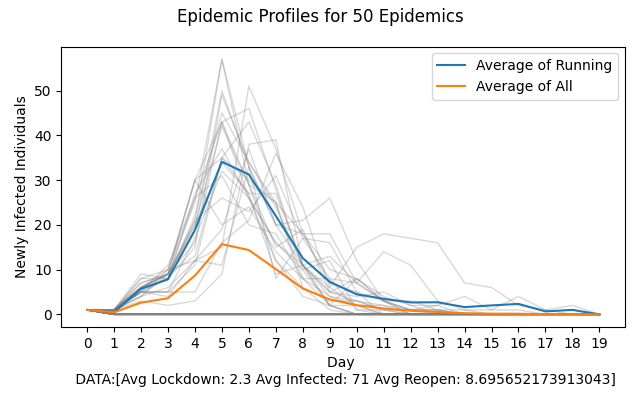 Epidemic Profiles for 50 Epidemics
Average of Running
Average of All
Newly Infected Individuals
50
40
30
20
10
0
0 1 2 3 4 5 6 7 8 9 10 11 12 13 14 15 16 17 18 19
Day
DATA:[Avg Lockdown: 2.3 Avg Infected: 71 Avg Reopen: 8.695652173913043]